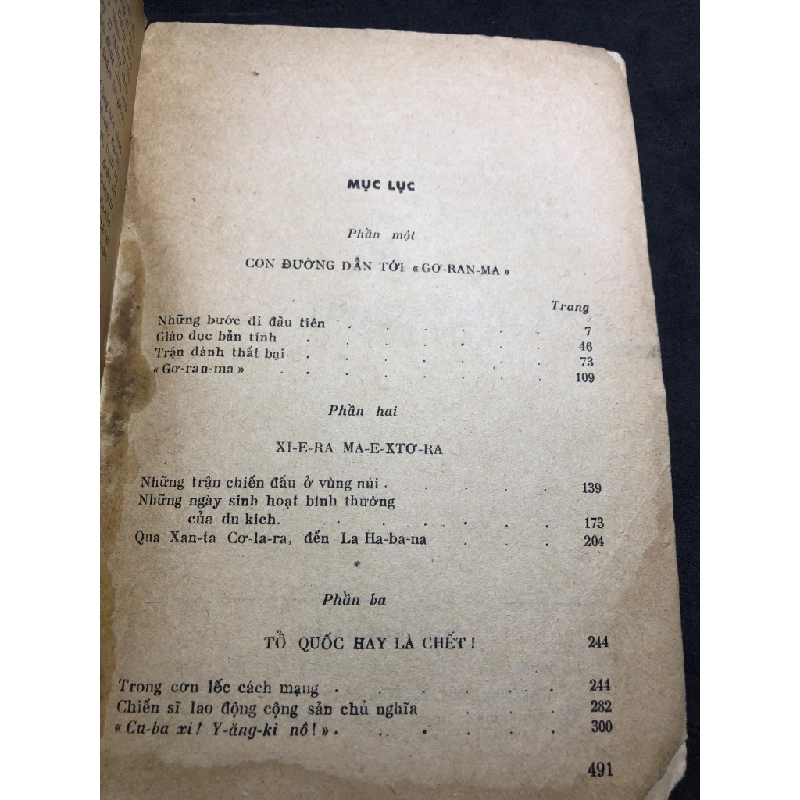 MỤC LỤC
Phần một
CON ĐƯỜNG DẪN TỚI «GƠ-RAN-MA»
Trang
Những bước đi đầu tiên . . . . . . 7
Giáo dục bản tính . . . . . . 46
Trận đánh thất bại . . . . . . 73
«Gơ-ran-ma» . . . . . . 109
Phần hai
XI-E-RA MA-E-XTƠ-RA
Những trận chiến đấu ở vùng núi . . . . . 139
Những ngày sinh hoạt bình thường
của du kích. . . . . . . 173
Qua Xan-ta Cơ-la-ra, đến La Ha-ba-na . . . . 204
Phần ba
TỔ QUỐC HAY LÀ CHẾT! 244
Trong cơn lốc cách mạng . . . . . . 244
Chiến sĩ lao động cộng sản chủ nghĩa . . . . 282
«Cu-ba xi! Y-ăng-ki nô!» . . . . . 300
491